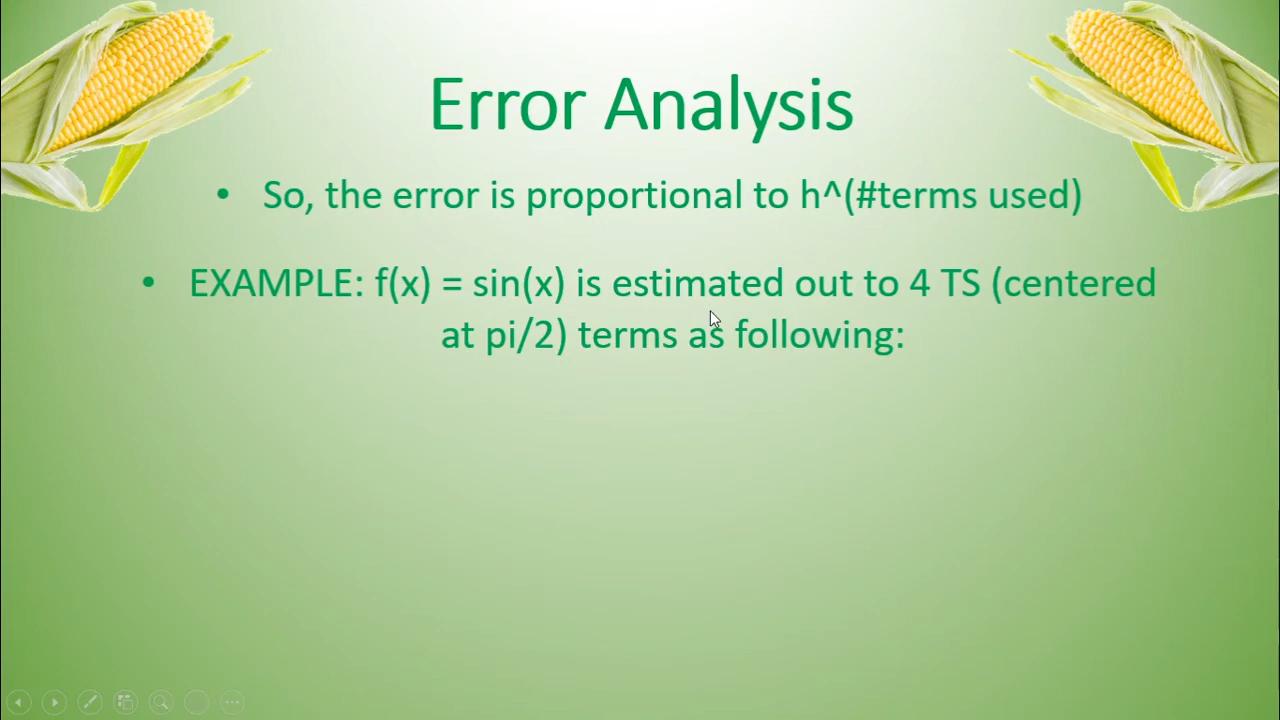 Error Analysis
• So, the error is proportional to h^(#terms used)
• EXAMPLE: f(x) = sin(x) is estimated out to 4 TS (centered
at pi/2) terms as following: